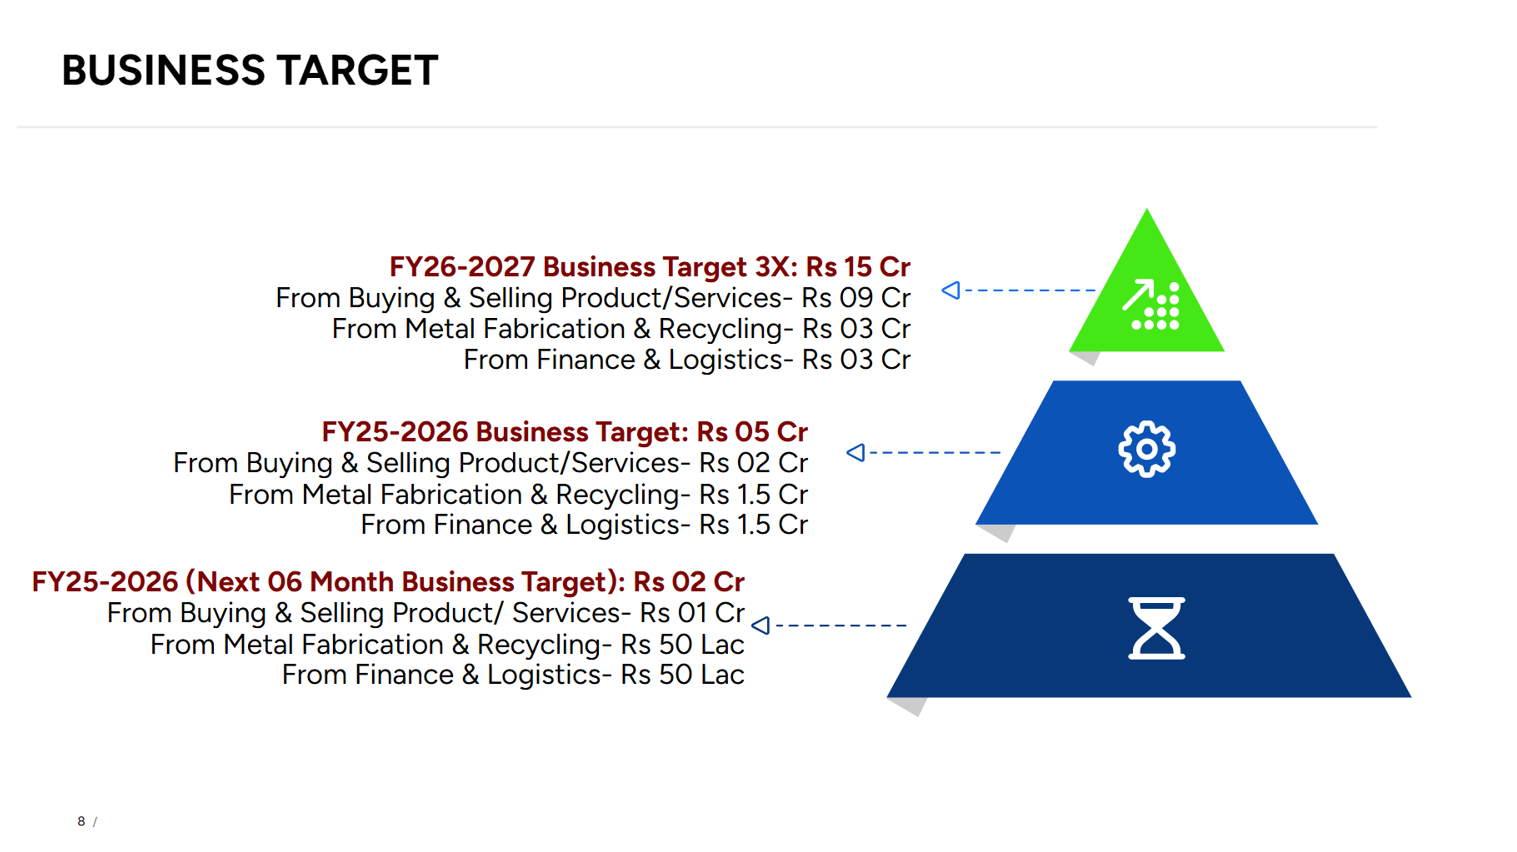 BUSINESS TARGET
FY26-2027 Business Target 3X: Rs 15 Cr
From Buying & Selling Product/Services- Rs 09 Cr
From Metal Fabrication & Recycling- Rs 03 Cr
From Finance & Logistics- Rs 03 Cr
FY25-2026 Business Target: Rs 05 Cr
From Buying & Selling Product/Services- Rs 02 Cr
From Metal Fabrication & Recycling- Rs 1.5 Cr
From Finance & Logistics- Rs 1.5 Cr
FY25-2026 (Next 06 Month Business Target): Rs 02 Cr
From Buying & Selling Product/ Services- Rs 01 Cr
From Metal Fabrication & Recycling- Rs 50 Lac
From Finance & Logistics- Rs 50 Lac
8 /